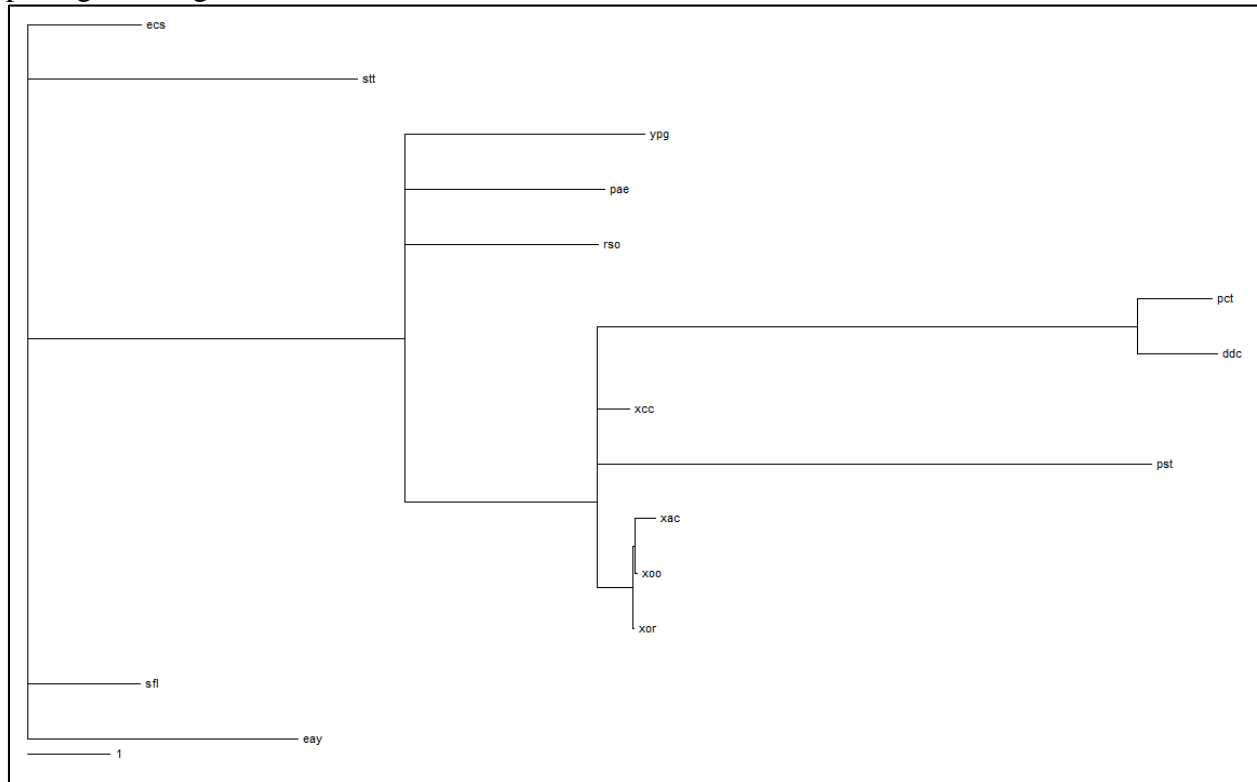 ecs
stt
ypg
pae
rso
pct
ddc
xcc
pst
xac
xoo
xor
sfl
eay
1